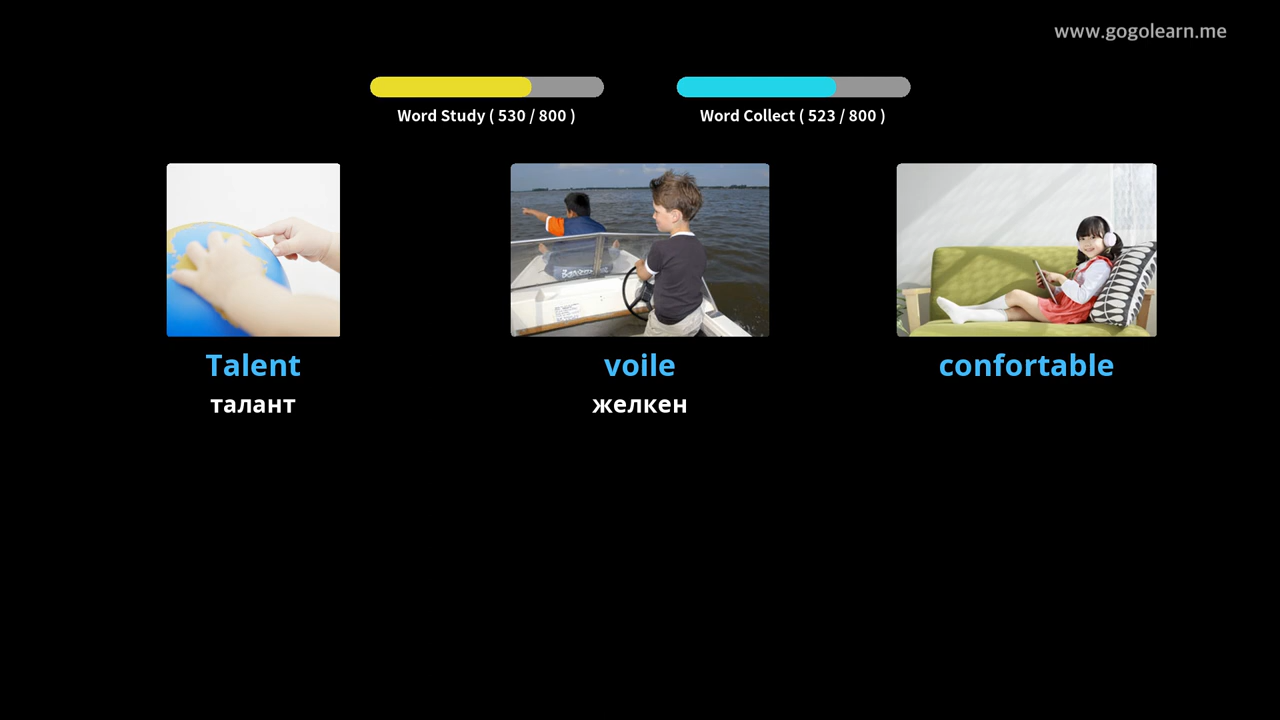 www.gogolearn.me
Word Study ( 530 / 800 )
Word Collect ( 523 / 800 )
Talent
талант
voile
желкен
confortable